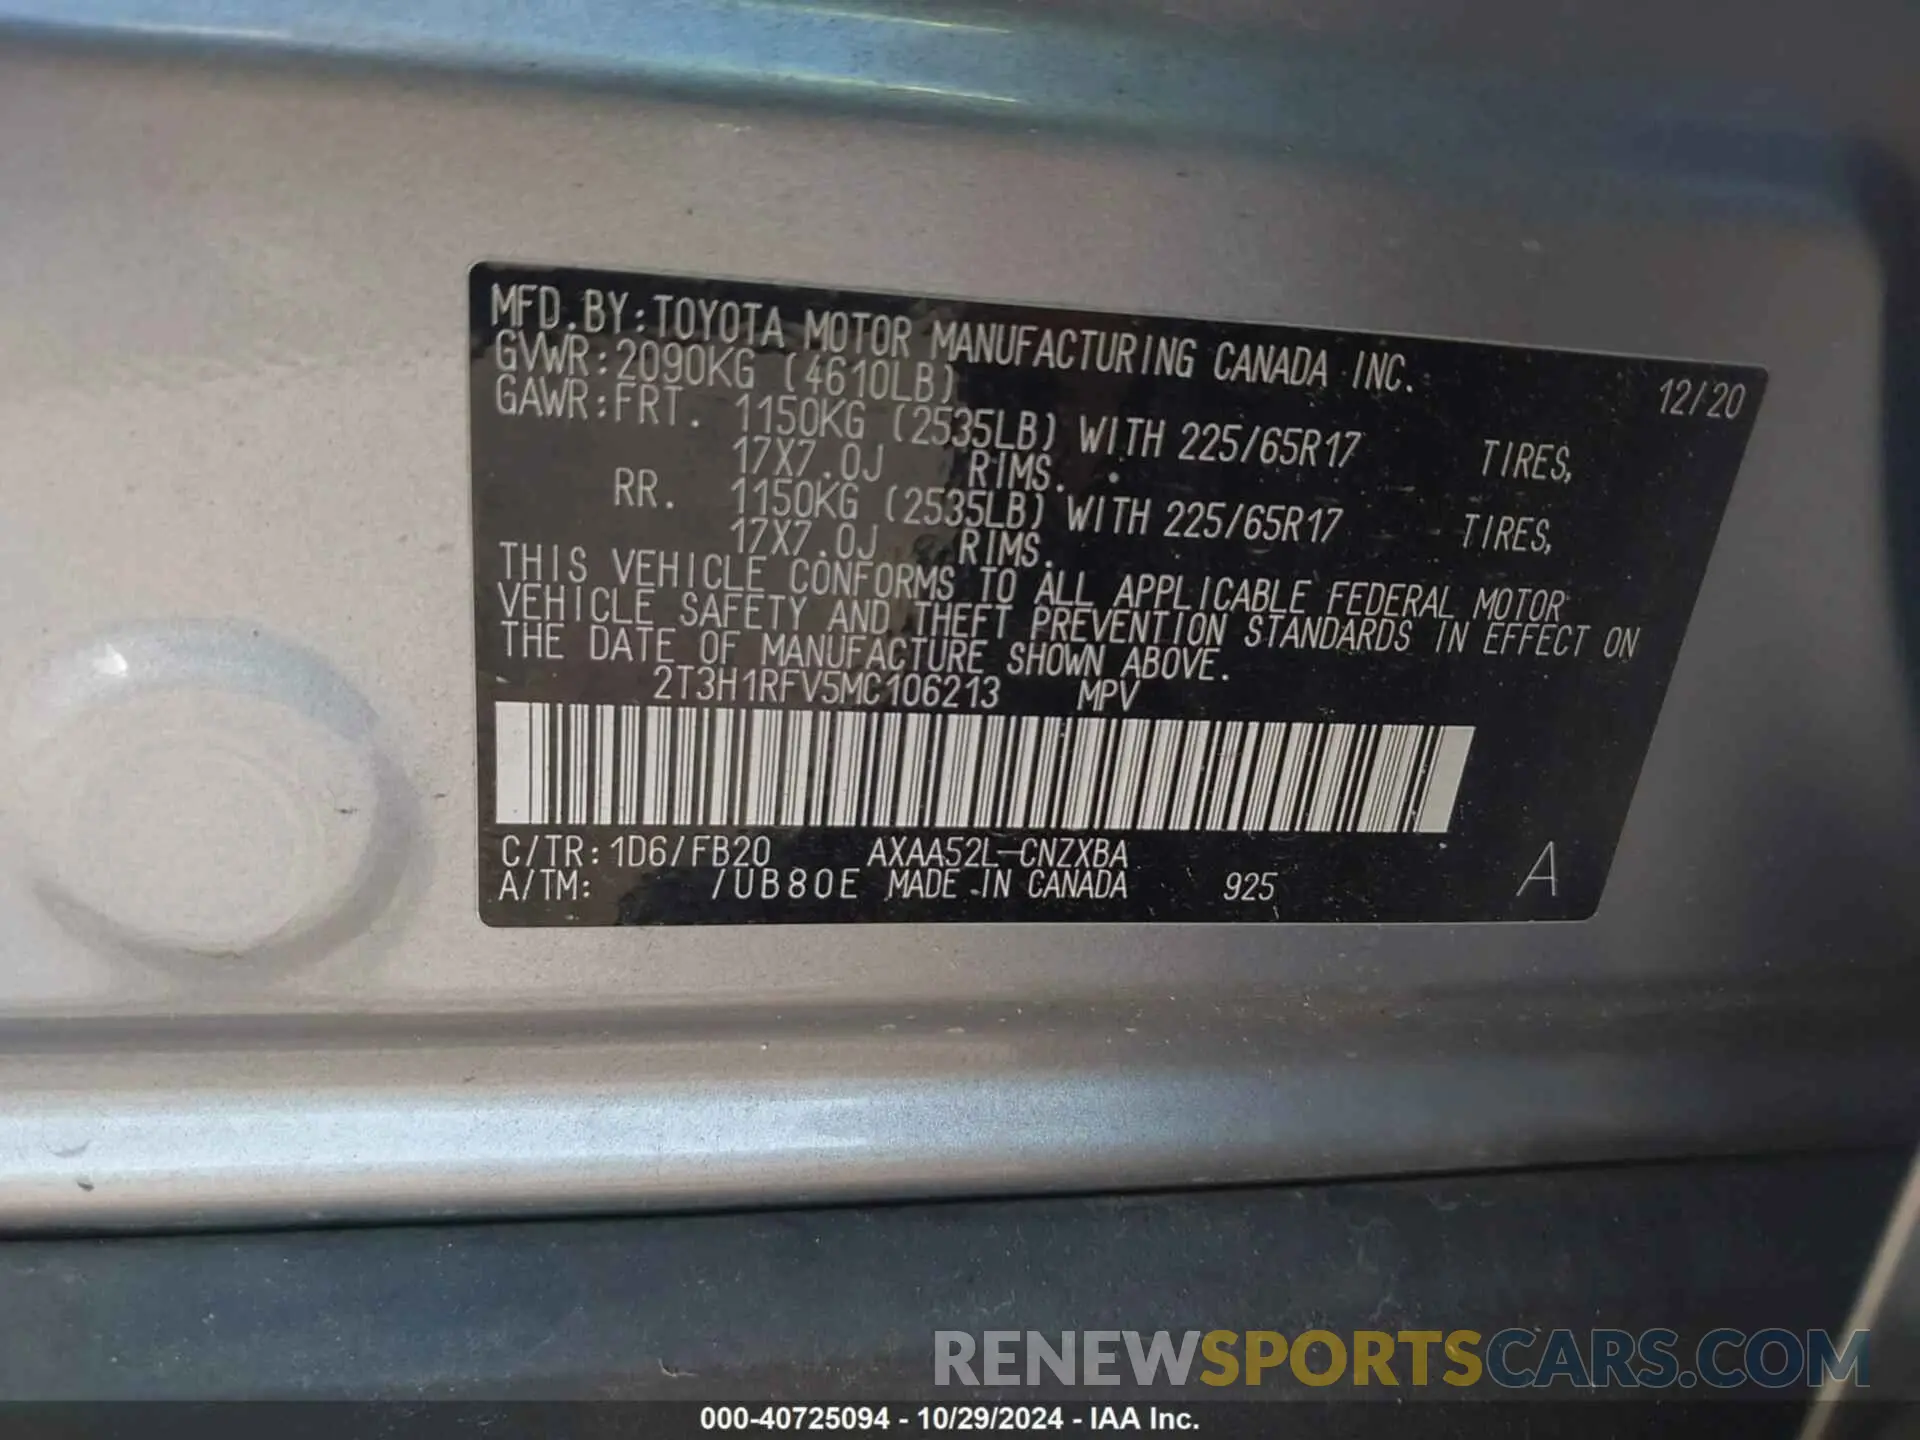 MFD.BY:TOYOTA MOTOR MANUFACTURING CANADA INC. 12/20
GVWR:2090KG (4610LB)
GAWR:FRT. 1150KG (2535LB) WITH 225/65R17 TIRES,
17X7.0J RIMS.
RR. 1150KG (2535LB) WITH 225/65R17 TIRES,
17X7.0J RIMS.
THIS VEHICLE CONFORMS TO ALL APPLICABLE FEDERAL MOTOR
VEHICLE SAFETY AND THEFT PREVENTION STANDARDS IN EFFECT ON
THE DATE OF MANUFACTURE SHOWN ABOVE.
2T3H1RFV5MC106213 MPV
C/TR:1D6/FB20 AXAA52L-CNZXBA
A/TM: /UB80E MADE IN CANADA 925 A
RENEWSPORTSCARS.COM
000-40725094 - 10/29/2024 - IAA Inc.